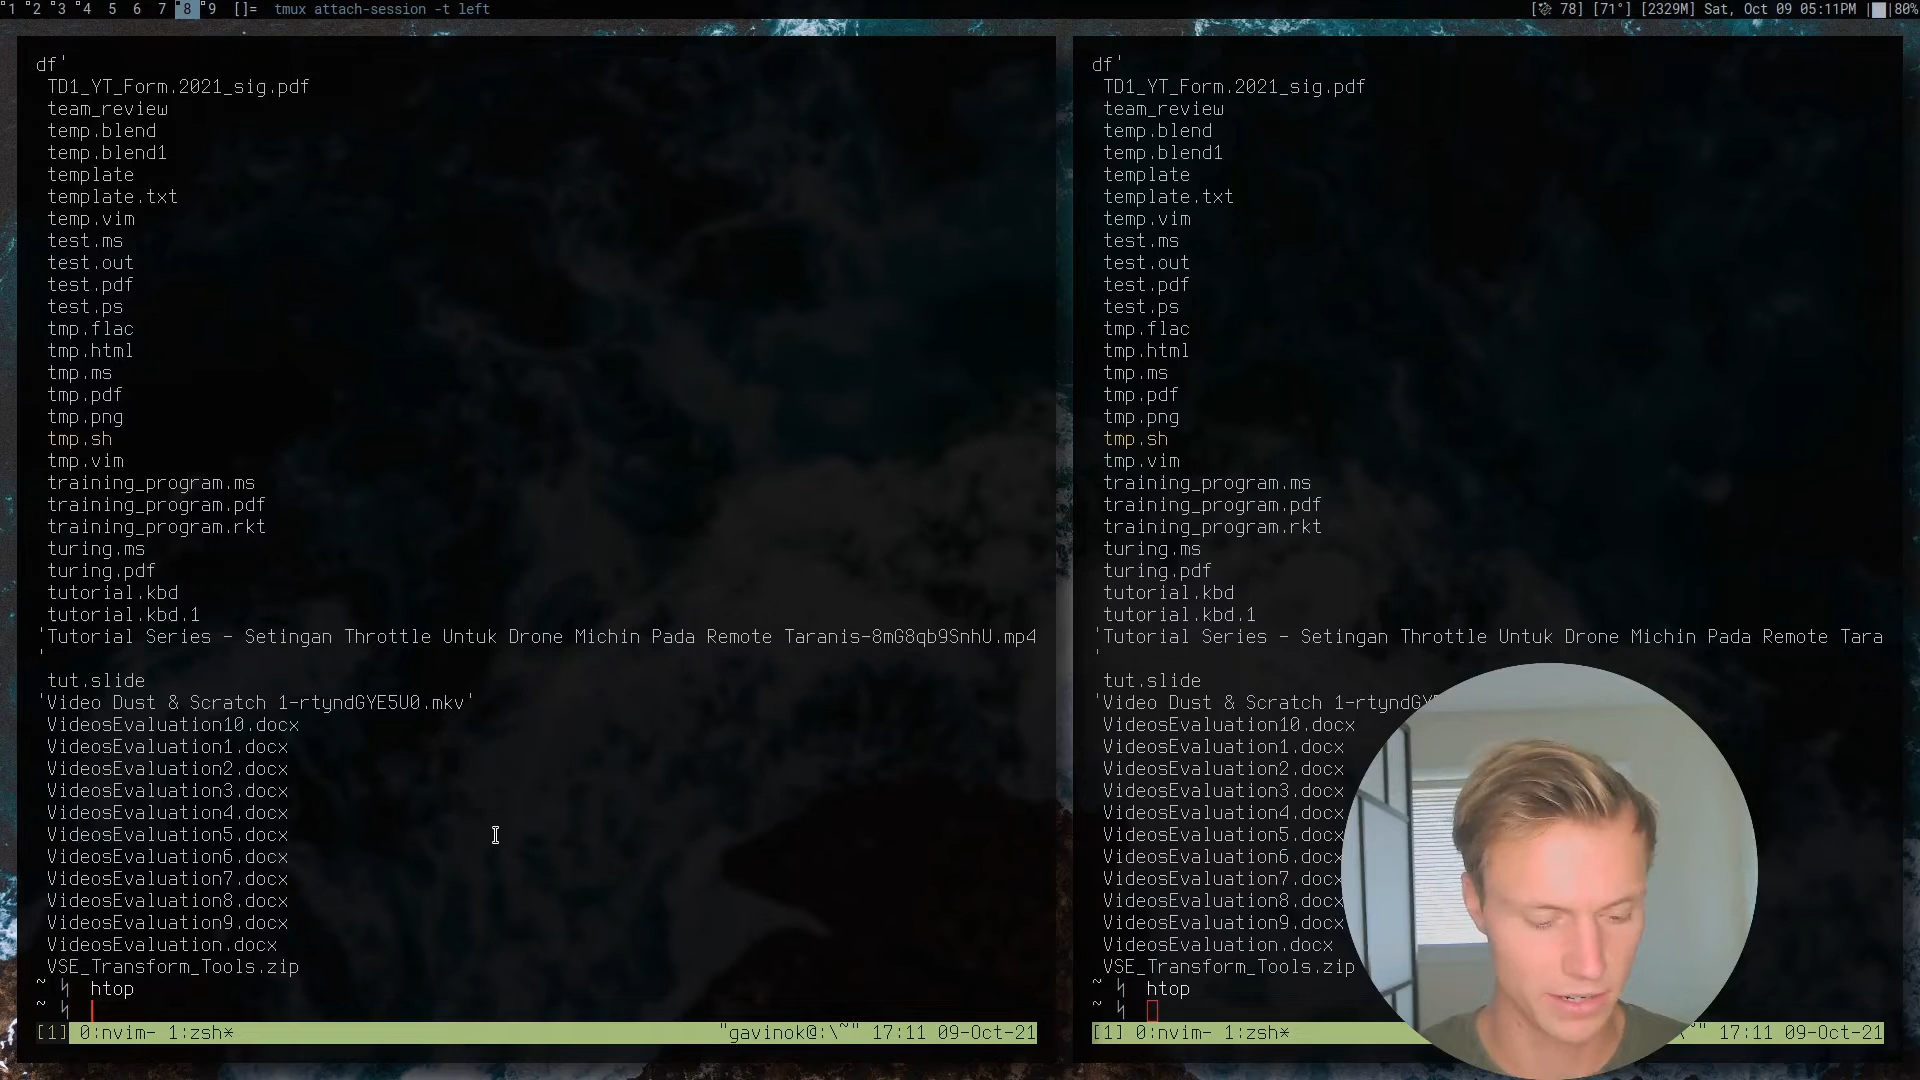 1 2 3 4 5 6 7 8 9 []= tmux attach-session -t left
[ 78] [71°] [2329M] Sat, Oct 09 05:11PM | |80%
df'
TD1_YT_Form.2021_sig.pdf
team_review
temp.blend
temp.blend1
template
template.txt
temp.vim
test.ms
test.out
test.pdf
test.ps
tmp.flac
tmp.html
tmp.ms
tmp.pdf
tmp.png
tmp.sh
tmp.vim
training_program.ms
training_program.pdf
training_program.rkt
turing.ms
turing.pdf
tutorial.kbd
tutorial.kbd.1
'Tutorial Series - Setingan Throttle Untuk Drone Michin Pada Remote Taranis-8mG8qb9SnhU.mp4
'
tut.slide
'Video Dust & Scratch 1-rtyndGYE5U0.mkv'
VideosEvaluation10.docx
VideosEvaluation1.docx
VideosEvaluation2.docx
VideosEvaluation3.docx
VideosEvaluation4.docx
VideosEvaluation5.docx
VideosEvaluation6.docx
VideosEvaluation7.docx
VideosEvaluation8.docx
VideosEvaluation9.docx
VideosEvaluation.docx
VSE_Transform_Tools.zip
~ ϟ htop
~ ϟ
[1] 0:nvim- 1:zsh* "gavinok@:\~" 17:11 09-Oct-21
df'
TD1_YT_Form.2021_sig.pdf
team_review
temp.blend
temp.blend1
template
template.txt
temp.vim
test.ms
test.out
test.pdf
test.ps
tmp.flac
tmp.html
tmp.ms
tmp.pdf
tmp.png
tmp.sh
tmp.vim
training_program.ms
training_program.pdf
training_program.rkt
turing.ms
turing.pdf
tutorial.kbd
tutorial.kbd.1
'Tutorial Series - Setingan Throttle Untuk Drone Michin Pada Remote Tara
'
tut.slide
'Video Dust & Scratch 1-rtyndGY
VideosEvaluation10.docx
VideosEvaluation1.docx
VideosEvaluation2.docx
VideosEvaluation3.docx
VideosEvaluation4.docx
VideosEvaluation5.docx
VideosEvaluation6.docx
VideosEvaluation7.docx
VideosEvaluation8.docx
VideosEvaluation9.docx
VideosEvaluation.docx
VSE_Transform_Tools.zip
~ ϟ htop
~ ϟ
[1] 0:nvim- 1:zsh* \~" 17:11 09-Oct-21